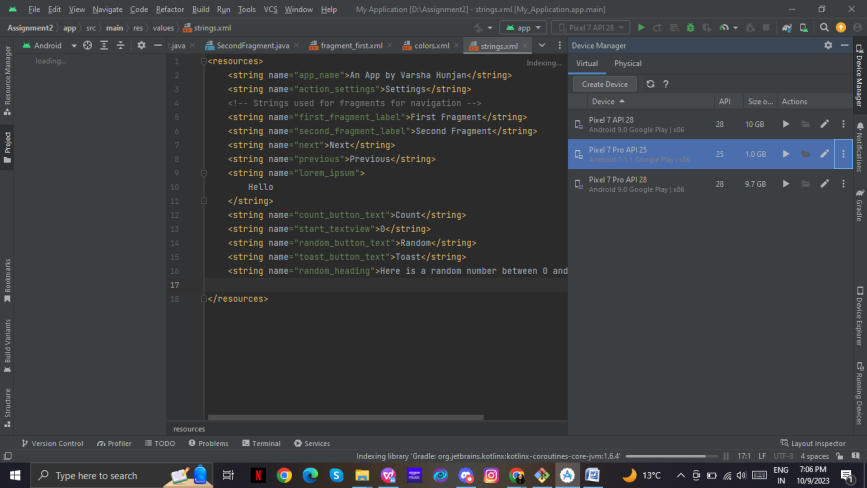 File Edit View Navigate Code Refactor Build Run Tools VCS Window Help My Application [D:\Assignment2] - strings.xml [My_Application.app.main]
Assignment2 app src main res values strings.xml
app
Pixel 7 API 28
Android
.java
SecondFragment.java
fragment_first.xml
colors.xml
strings.xml
Device Manager
loading...
Indexing...
Virtual Physical
Create Device
?
Device API Size o... Actions
Pixel 7 API 28 28 10 GB
Android 9.0 Google Play | x86
Pixel 7 Pro API 25 25 1.0 GB
Android 7.1.1 Google Play | x86
Pixel 7 Pro API 28 28 9.7 GB
Android 9.0 Google Play | x86
1 <resources>
2 <string name="app_name">An App by Varsha Hunjan</string>
3 <string name="action_settings">Settings</string>
4 <!-- Strings used for fragments for navigation -->
5 <string name="first_fragment_label">First Fragment</string>
6 <string name="second_fragment_label">Second Fragment</string>
7 <string name="next">Next</string>
8 <string name="previous">Previous</string>
9 <string name="lorem_ipsum">
10 Hello
11 </string>
12 <string name="count_button_text">Count</string>
13 <string name="start_textview">0</string>
14 <string name="random_button_text">Random</string>
15 <string name="toast_button_text">Toast</string>
16 <string name="random_heading">Here is a random number between 0 and
17
18 </resources>
resources
Resource Manager
Project
Bookmarks
Build Variants
Structure
Device Manager
Notifications
Gradle
Device Explorer
Running Devices
Version Control Profiler TODO Problems Terminal Services Layout Inspector
Indexing library 'Gradle: org.jetbrains.kotlinx:kotlinx-coroutines-core-jvm:1.6.4' 17:1 LF UTF-8 4 spaces
Type here to search
13°C
ENG
IN
7:06 PM
10/9/2023